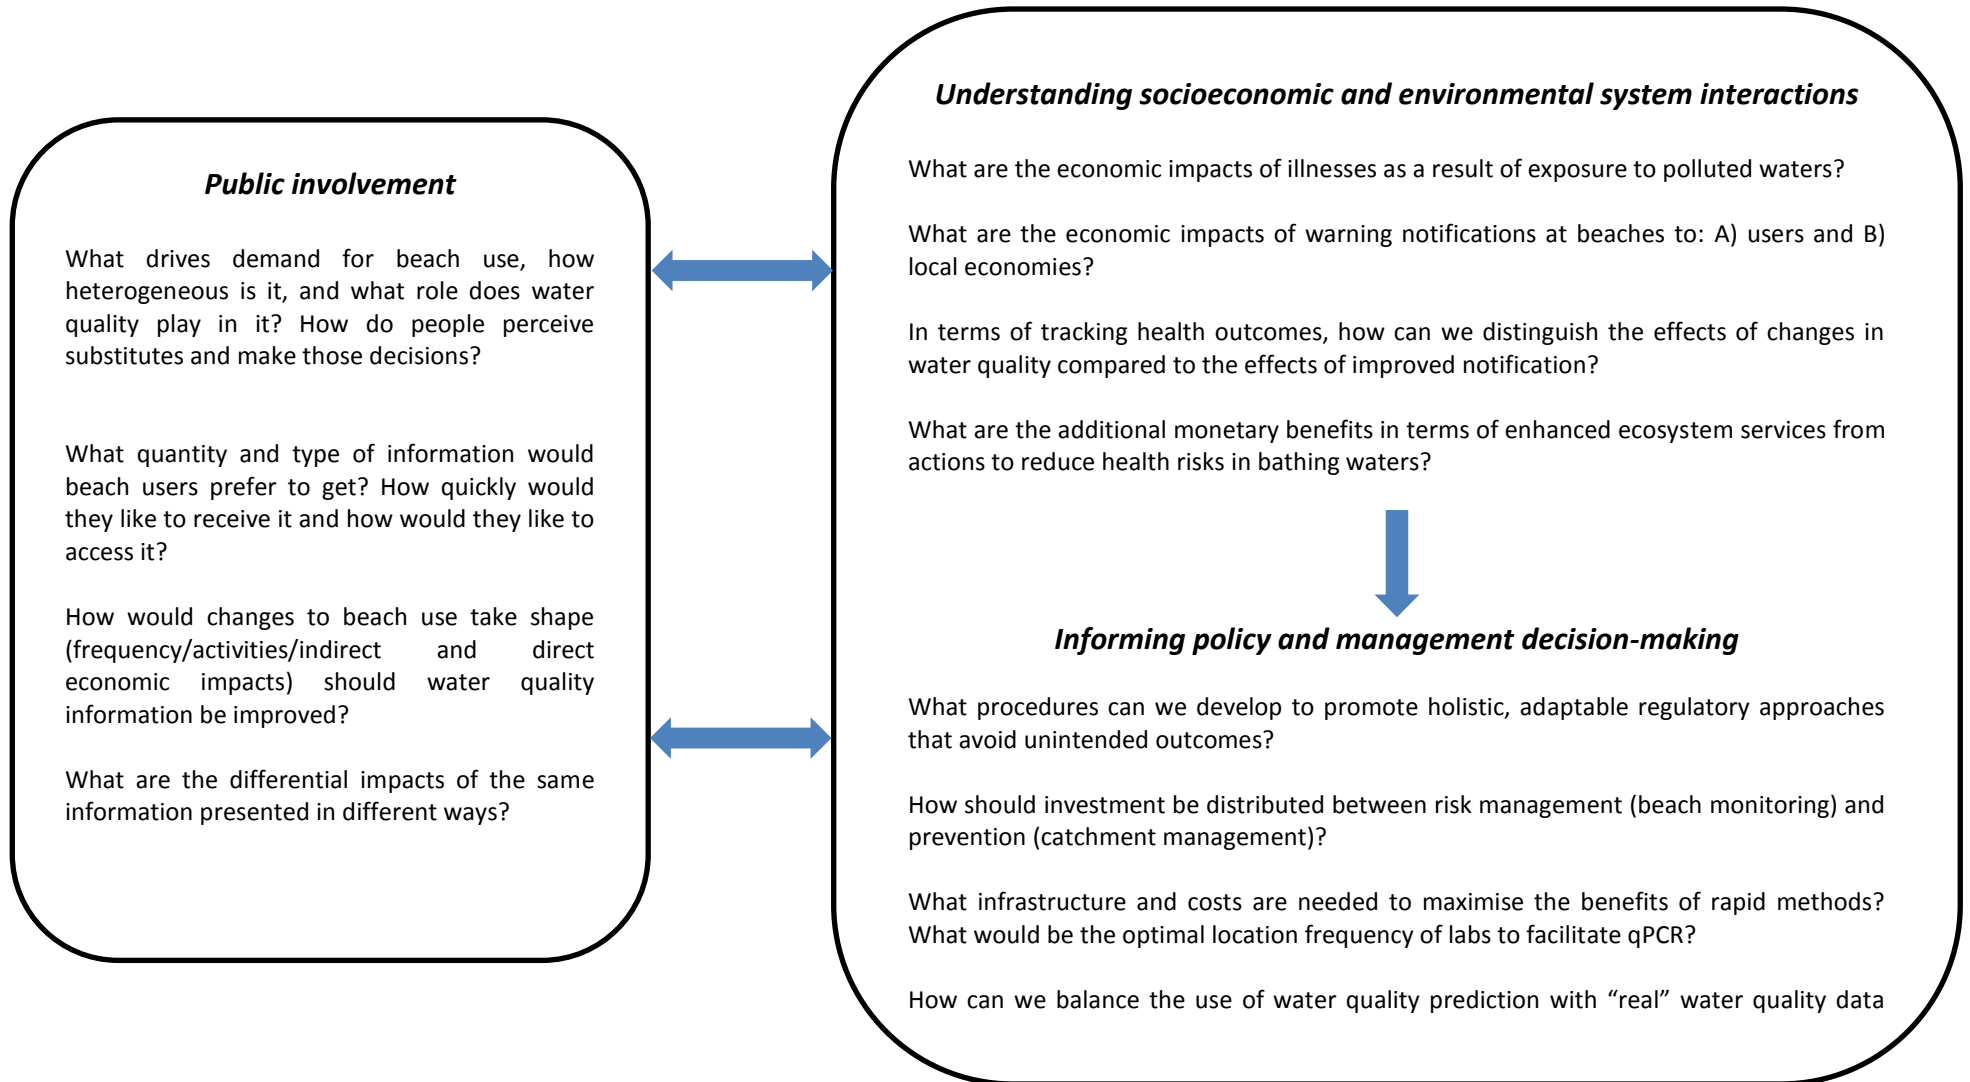 Public involvement
What drives demand for beach use, how
heterogeneous is it, and what role does water
quality play in it? How do people perceive
substitutes and make those decisions?
What quantity and type of information would
beach users prefer to get? How quickly would
they like to receive it and how would they like to
access it?
How would changes to beach use take shape
(frequency/activities/indirect and direct
economic impacts) should water quality
information be improved?
What are the differential impacts of the same
information presented in different ways?
Understanding socioeconomic and environmental system interactions
What are the economic impacts of illnesses as a result of exposure to polluted waters?
What are the economic impacts of warning notifications at beaches to: A) users and B)
local economies?
In terms of tracking health outcomes, how can we distinguish the effects of changes in
water quality compared to the effects of improved notification?
What are the additional monetary benefits in terms of enhanced ecosystem services from
actions to reduce health risks in bathing waters?
Informing policy and management decision-making
What procedures can we develop to promote holistic, adaptable regulatory approaches
that avoid unintended outcomes?
How should investment be distributed between risk management (beach monitoring) and
prevention (catchment management)?
What infrastructure and costs are needed to maximise the benefits of rapid methods?
What would be the optimal location frequency of labs to facilitate qPCR?
How can we balance the use of water quality prediction with “real” water quality data